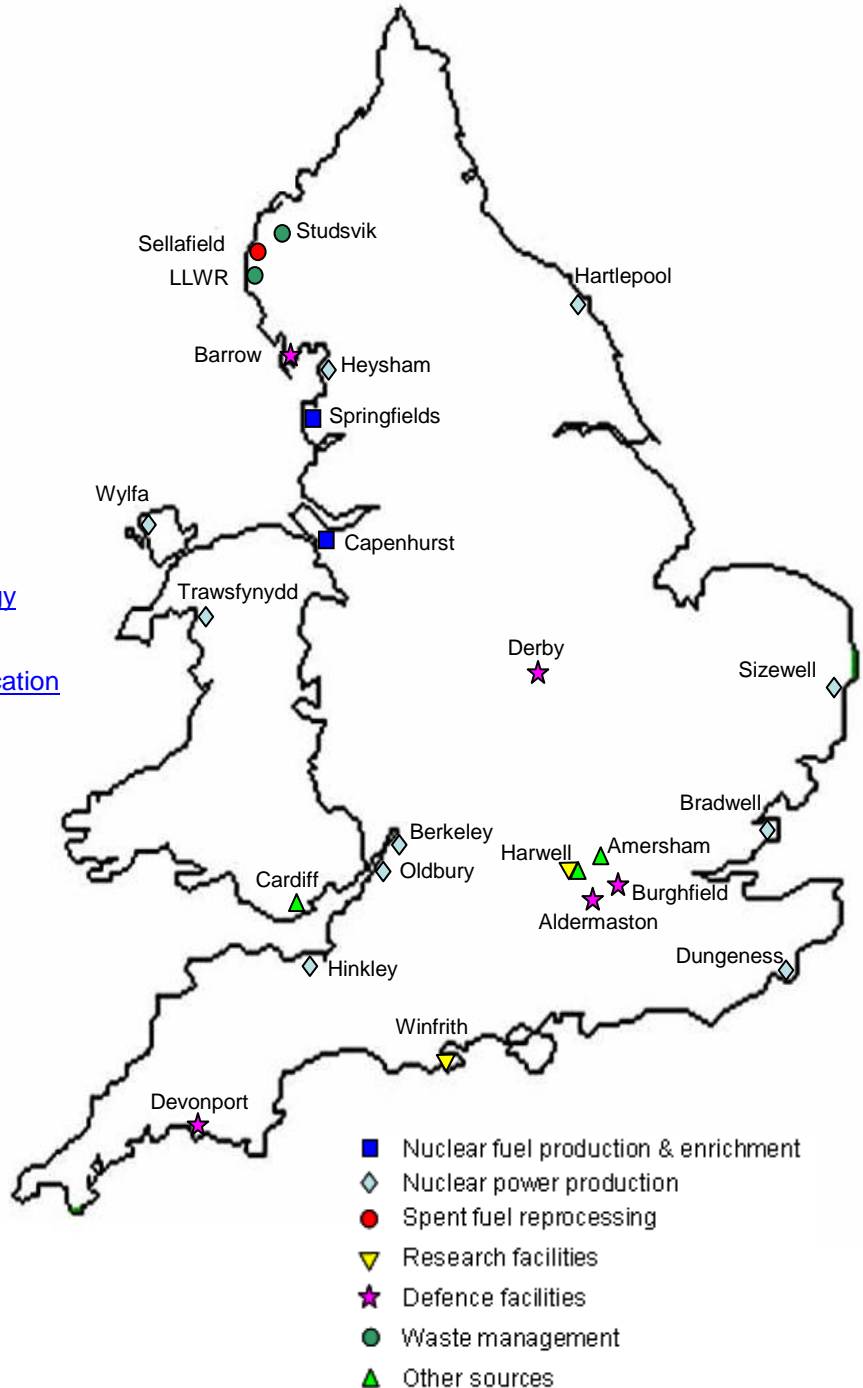 Studsvik
Sellafield
LLWR
Hartlepool
Barrow
Heysham
Springfields
Wylfa
Capenhurst
Trawsfynydd
gy
Derby
Sizewell
cation
Bradwell
Berkeley
Harwell
Amersham
Oldbury
Cardiff
Burghfield
Aldermaston
Dungeness
Hinkley
Winfrith
Devonport
Nuclear fuel production & enrichment
Nuclear power production
Spent fuel reprocessing
Research facilities
Defence facilities
Waste management
Other sources